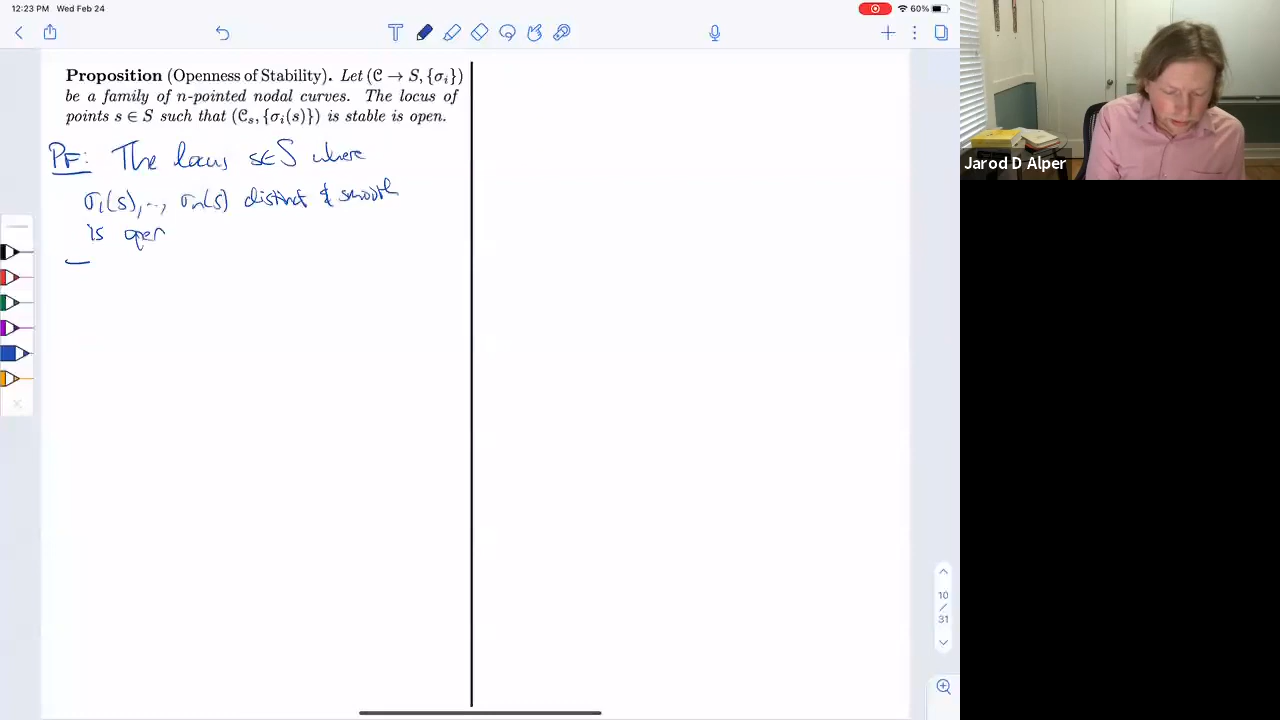 12:23 PM Wed Feb 24
60%
Proposition (Openness of Stability). Let (𝒞 → S, {σᵢ})
be a family of n-pointed nodal curves. The locus of
points s ∈ S such that (𝒞ₛ, {σᵢ(s)}) is stable is open.
PF: The locus s∈S where
σ₁(s), ..., σₙ(s) distinct & smooth
is open
Jarod D Alper
10
/
31